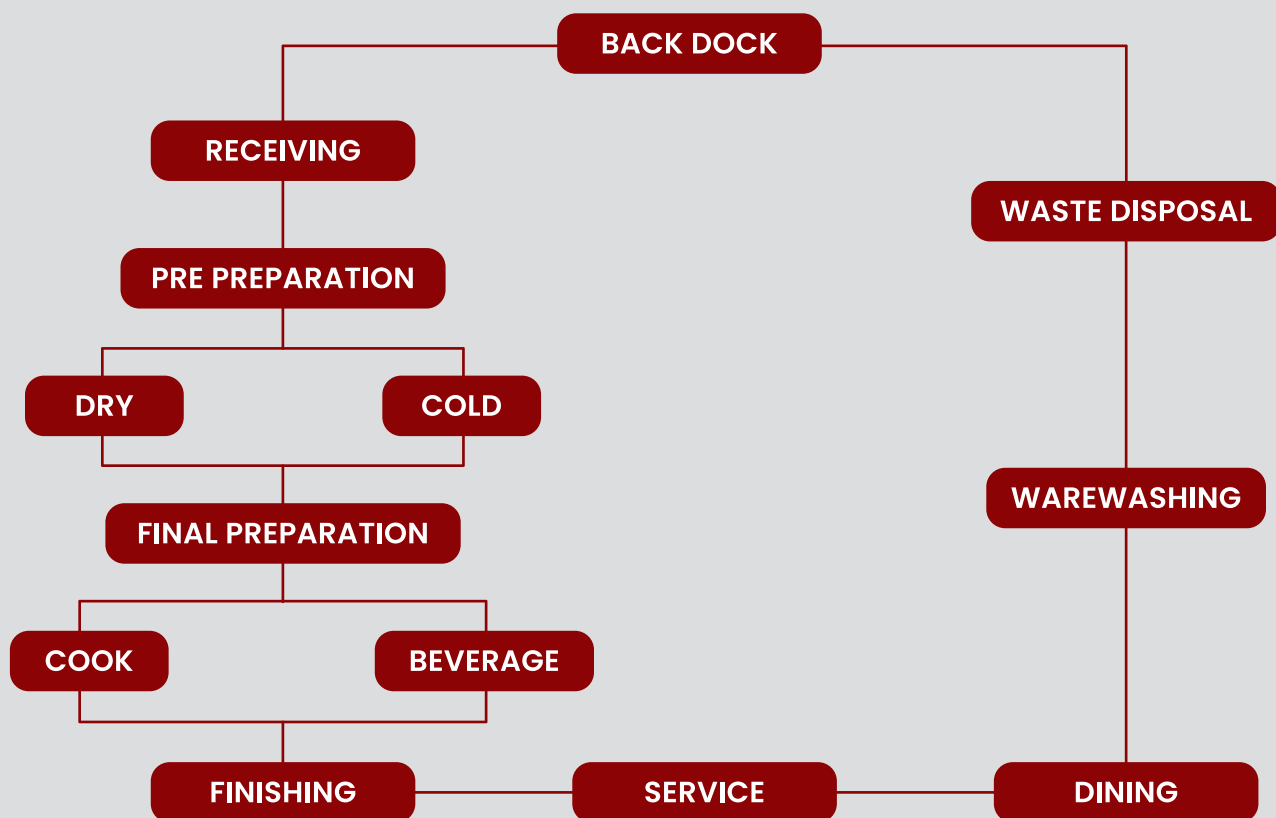 BACK DOCK
RECEIVING
WASTE DISPOSAL
PRE PREPARATION
DRY
COLD
WAREWASHING
FINAL PREPARATION
COOK
BEVERAGE
FINISHING
SERVICE
DINING